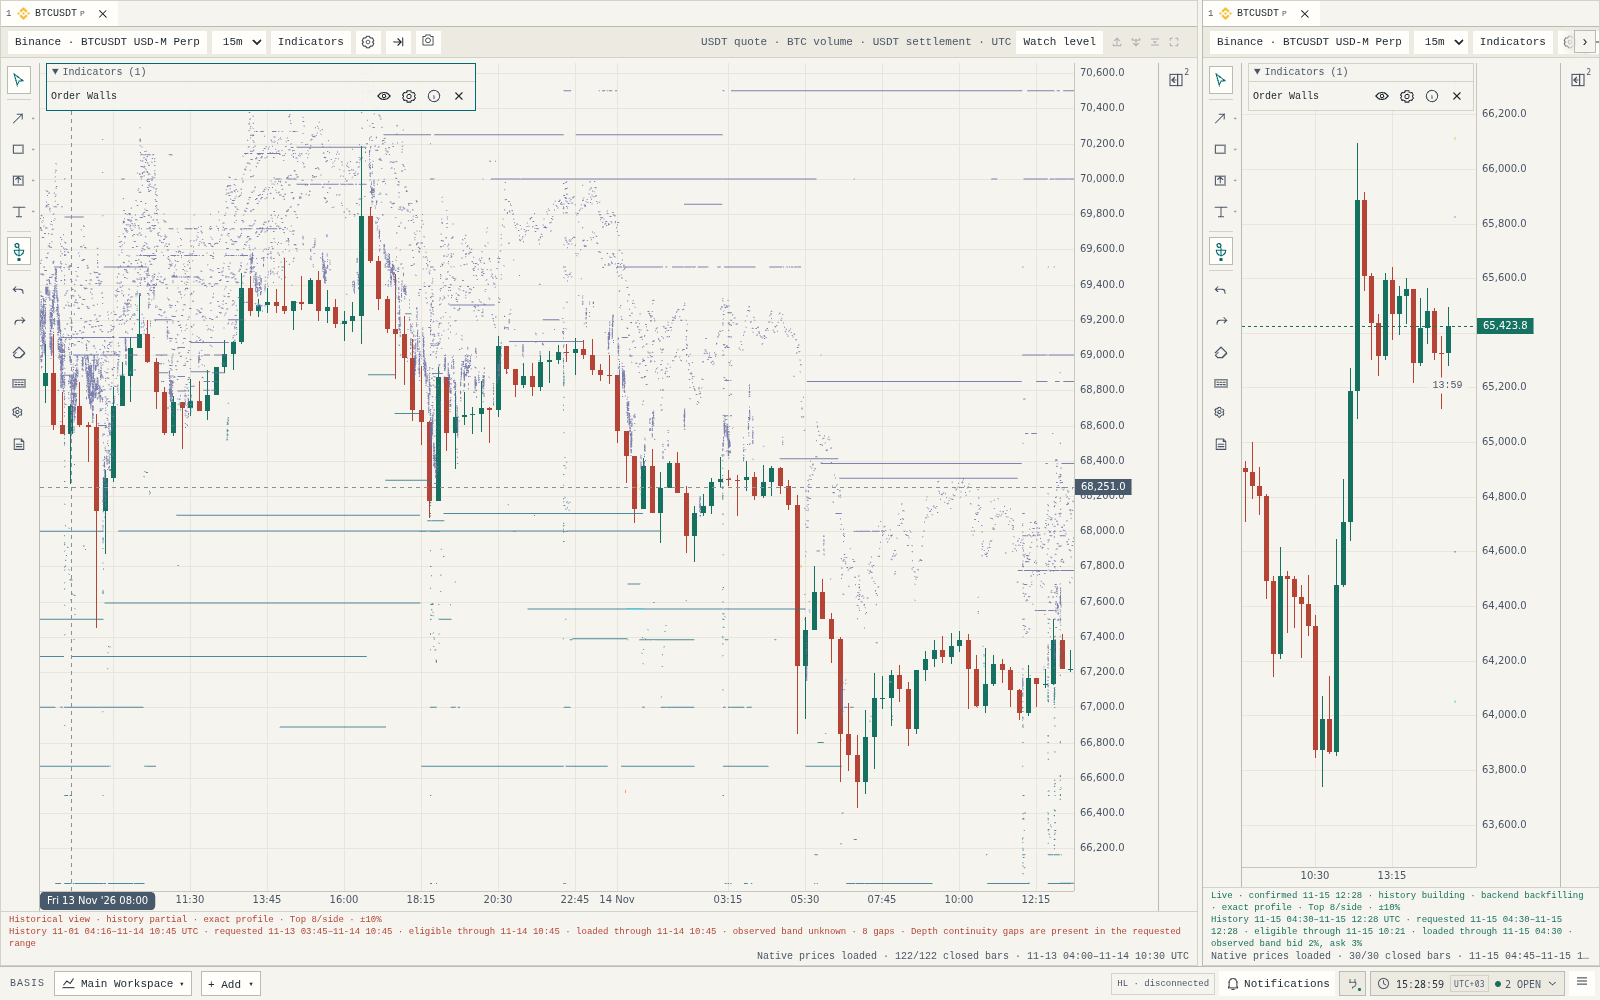 1 BTCUSDT P
Binance · BTCUSDT USD-M Perp 15m Indicators
USDT quote · BTC volume · USDT settlement · UTC Watch level
▼ Indicators (1)
Order Walls
70,600.0
70,400.0
70,200.0
70,000.0
69,800.0
69,600.0
69,400.0
69,200.0
69,000.0
68,800.0
68,600.0
68,400.0
68,251.0
68,200.0
68,000.0
67,800.0
67,600.0
67,400.0
67,200.0
67,000.0
66,800.0
66,600.0
66,400.0
66,200.0
2
Fri 13 Nov '26 08:00 11:30 13:45 16:00 18:15 20:30 22:45 14 Nov 03:15 05:30 07:45 10:00 12:15
Historical view · history partial · exact profile · Top 8/side · ±10%
History 11-01 04:16–11-14 10:45 UTC · requested 11-13 03:45–11-14 10:45 · eligible through 11-14 10:45 · loaded through 11-14 10:45 · observed band unknown · 8 gaps · Depth continuity gaps are present in the requested
range
Native prices loaded · 122/122 closed bars · 11-13 04:00–11-14 10:30 UTC
1 BTCUSDT P
Binance · BTCUSDT USD-M Perp 15m Indicators
▼ Indicators (1)
Order Walls
2
66,200.0
66,000.0
65,800.0
65,600.0
65,423.8
65,200.0
13:59
65,000.0
64,800.0
64,600.0
64,400.0
64,200.0
64,000.0
63,800.0
63,600.0
10:30 13:15
Live · confirmed 11-15 12:28 · history building · backend backfilling
· exact profile · Top 8/side · ±10%
History 11-15 04:30–11-15 12:28 UTC · requested 11-15 04:30–11-15
12:28 · eligible through 11-15 10:21 · loaded through 11-15 04:30 ·
observed band bid 2%, ask 3%
Native prices loaded · 30/30 closed bars · 11-15 04:45–11-15 1…
BASIS Main Workspace + Add
HL · disconnected Notifications 15:28:59 UTC+03 2 OPEN